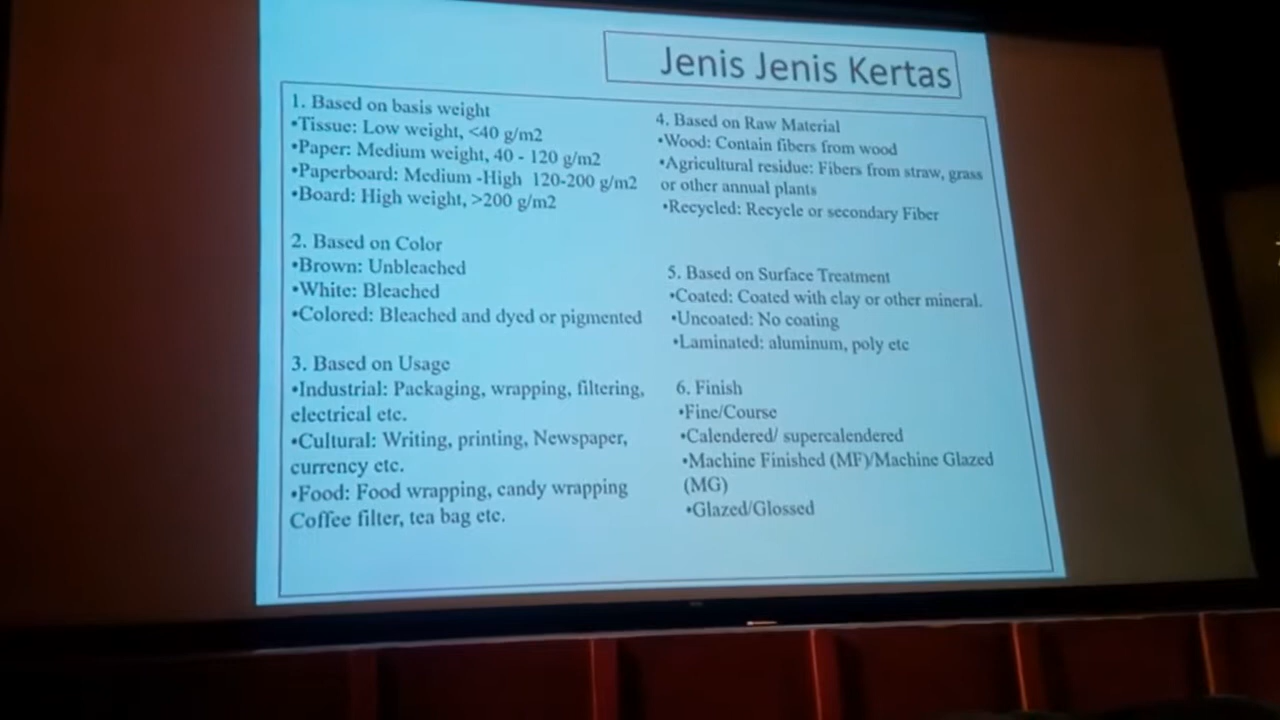 Jenis Jenis Kertas
1. Based on basis weight
•Tissue: Low weight, <40 g/m2
•Paper: Medium weight, 40 - 120 g/m2
•Paperboard: Medium -High 120-200 g/m2
•Board: High weight, >200 g/m2
2. Based on Color
•Brown: Unbleached
•White: Bleached
•Colored: Bleached and dyed or pigmented
3. Based on Usage
•Industrial: Packaging, wrapping, filtering,
electrical etc.
•Cultural: Writing, printing, Newspaper,
currency etc.
•Food: Food wrapping, candy wrapping
Coffee filter, tea bag etc.
4. Based on Raw Material
•Wood: Contain fibers from wood
•Agricultural residue: Fibers from straw, grass
or other annual plants
•Recycled: Recycle or secondary Fiber
5. Based on Surface Treatment
•Coated: Coated with clay or other mineral.
•Uncoated: No coating
•Laminated: aluminum, poly etc
6. Finish
•Fine/Course
•Calendered/ supercalendered
•Machine Finished (MF)/Machine Glazed
(MG)
•Glazed/Glossed